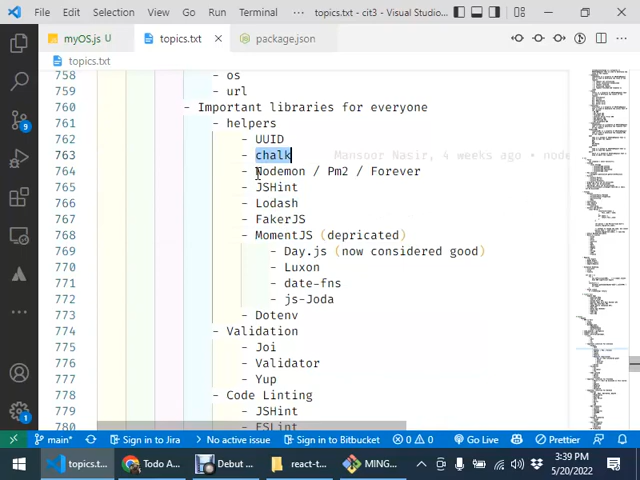 File Edit Selection View Go Run Terminal ··· topics.txt - cit3 - Visual Studio...
JS myOS.js topics.txt × package.json
topics.txt
758 - os
759 - url
760 - Important libraries for everyone
761 - helpers
762 - UUID
763 - chalk Mansoor Nasir, 4 weeks ago • node
764 - Nodemon / Pm2 / Forever
765 - JSHint
766 - Lodash
767 - FakerJS
768 - MomentJS (depricated)
769 - Day.js (now considered good)
770 - Luxon
771 - date-fns
772 - js-Joda
773 - Dotenv
774 - Validation
775 - Joi
776 - Validator
777 - Yup
778 - Code Linting
779 - JSHint
780 - ESLint
main* Sign in to Jira No active issue Sign in to Bitbucket 0 Go Live Prettier
topics.t... Todo A... Debut ... react-t... MING... 3:39 PM
5/20/2022